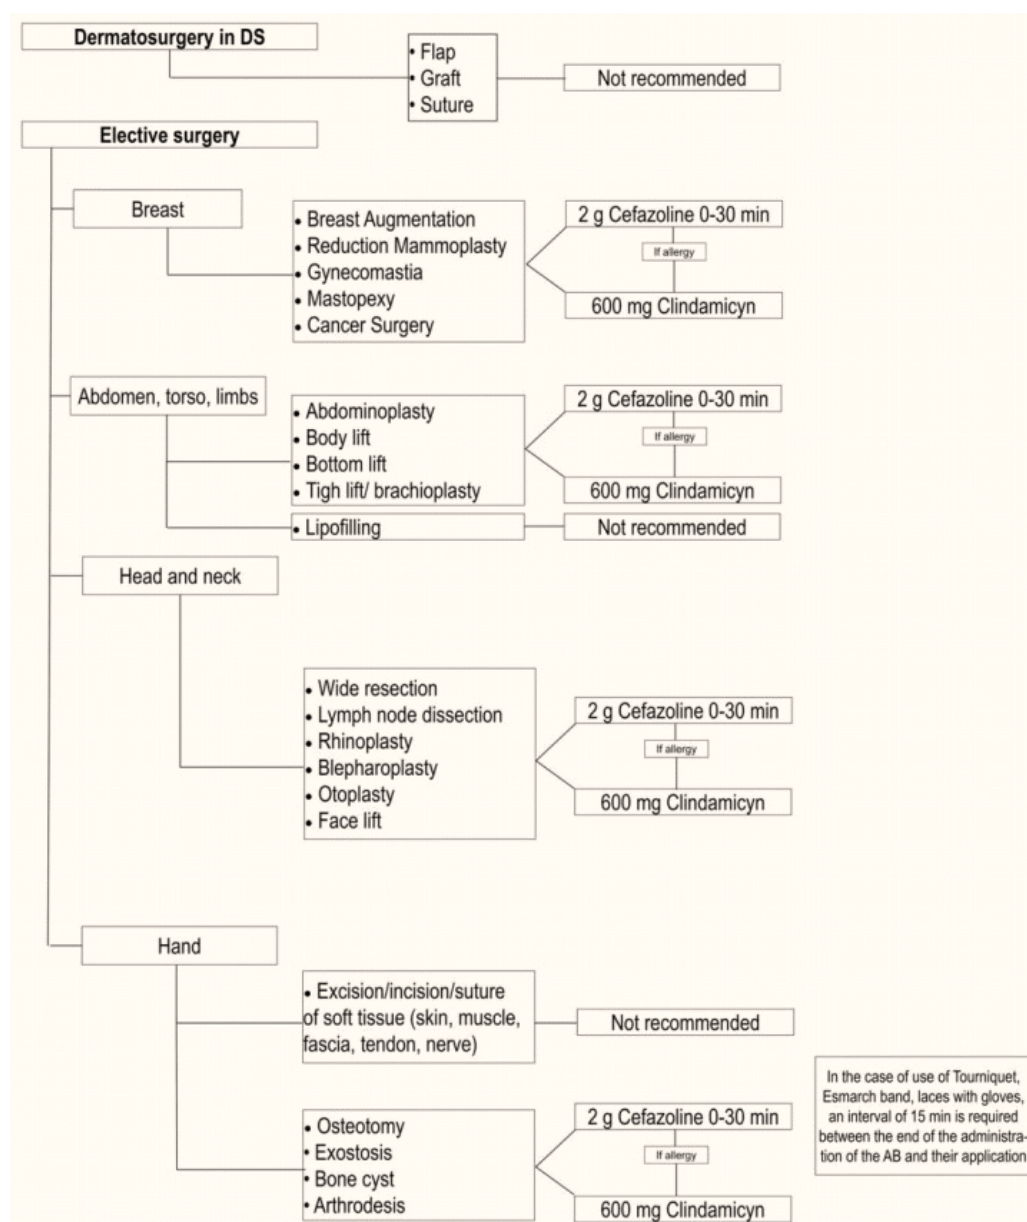 Dermatosurgery in DS
• Flap
• Graft
• Suture
Not recommended
Elective surgery
Breast
• Breast Augmentation
• Reduction Mammoplasty
• Gynecomastia
• Mastopexy
• Cancer Surgery
2 g Cefazoline 0-30 min
If allergy
600 mg Clindamicyn
Abdomen, torso, limbs
• Abdominoplasty
• Body lift
• Bottom lift
• Tigh lift/ brachioplasty
2 g Cefazoline 0-30 min
If allergy
600 mg Clindamicyn
• Lipofilling
Not recommended
Head and neck
• Wide resection
• Lymph node dissection
• Rhinoplasty
• Blepharoplasty
• Otoplasty
• Face lift
2 g Cefazoline 0-30 min
If allergy
600 mg Clindamicyn
Hand
• Excision/incision/suture
of soft tissue (skin, muscle,
fascia, tendon, nerve)
Not recommended
• Osteotomy
• Exostosis
• Bone cyst
• Arthrodesis
2 g Cefazoline 0-30 min
If allergy
600 mg Clindamicyn
In the case of use of Tourniquet,
Esmarch band, laces with gloves,
an interval of 15 min is required
between the end of the administra-
tion of the AB and their application